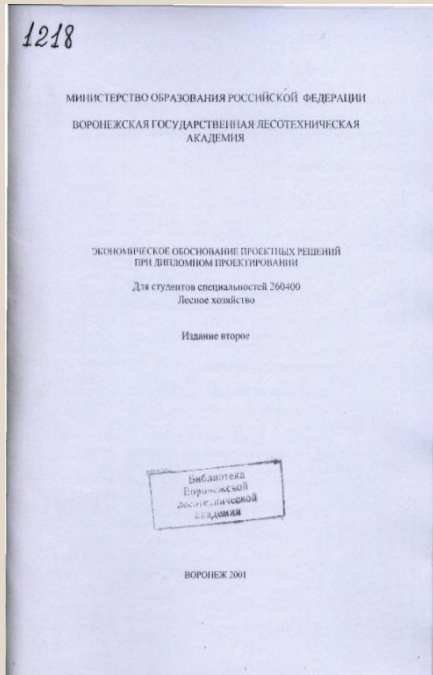 1218
МИНИСТЕРСТВО ОБРАЗОВАНИЯ РОССИЙСКОЙ ФЕДЕРАЦИИ
ВОРОНЕЖСКАЯ ГОСУДАРСТВЕННАЯ ЛЕСОТЕХНИЧЕСКАЯ
АКАДЕМИЯ
ЭКОНОМИЧЕСКОЕ ОБОСНОВАНИЕ ПРОЕКТНЫХ РЕШЕНИЙ
ПРИ ДИПЛОМНОМ ПРОЕКТИРОВАНИИ
Для студентов специальностей 260400
Лесное хозяйство
Издание второе
Библиотека
Воронежской
лесотехнической
академии
ВОРОНЕЖ 2001